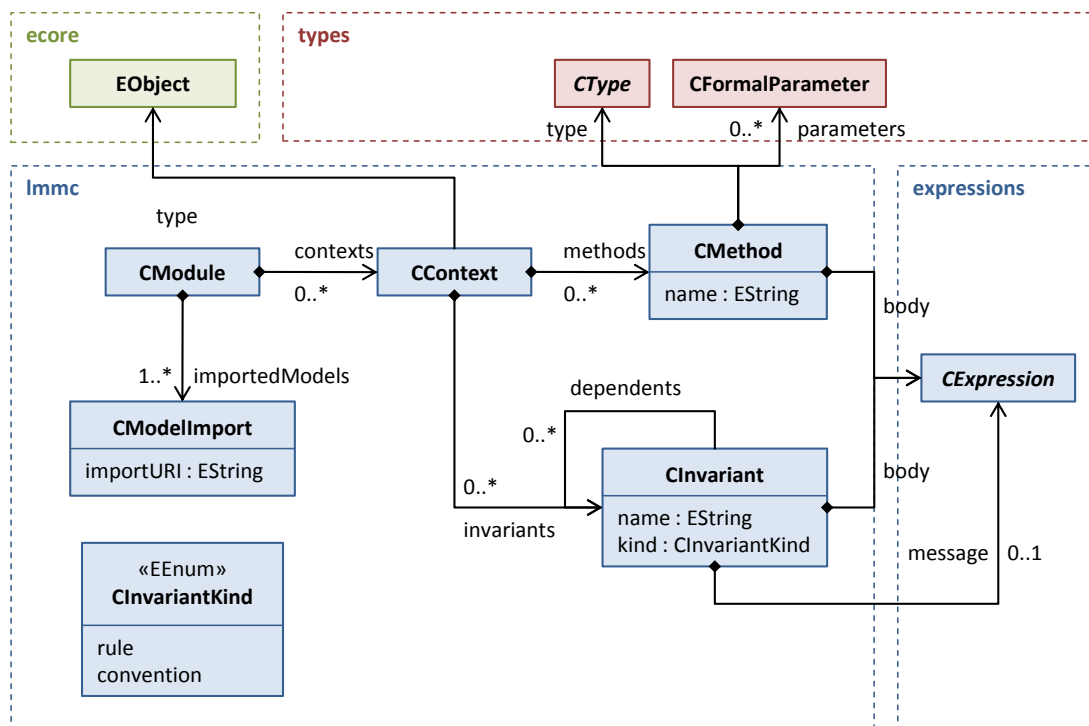 ecore
types
EObject
CType
CFormalParameter
type
0..*
parameters
lmmc
expressions
type
contexts
methods
CModule
CContext
CMethod
name : EString
0..*
0..*
body
1..*
importedModels
dependents
CExpression
CModelImport
importURI : EString
0..*
CInvariant
name : EString
kind : CInvariantKind
0..*
invariants
body
message
0..1
«EEnum»
CInvariantKind
rule
convention